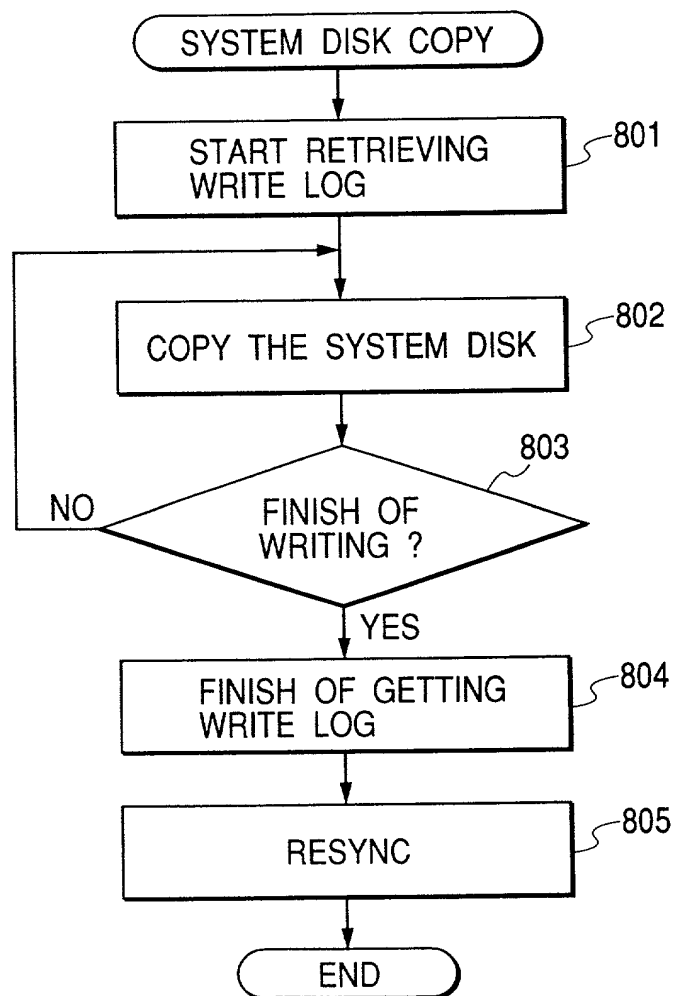 SYSTEM DISK COPY
START RETRIEVING
WRITE LOG
801
COPY THE SYSTEM DISK
802
803
FINISH OF
WRITING ?
NO
YES
FINISH OF GETTING
WRITE LOG
804
RESYNC
805
END